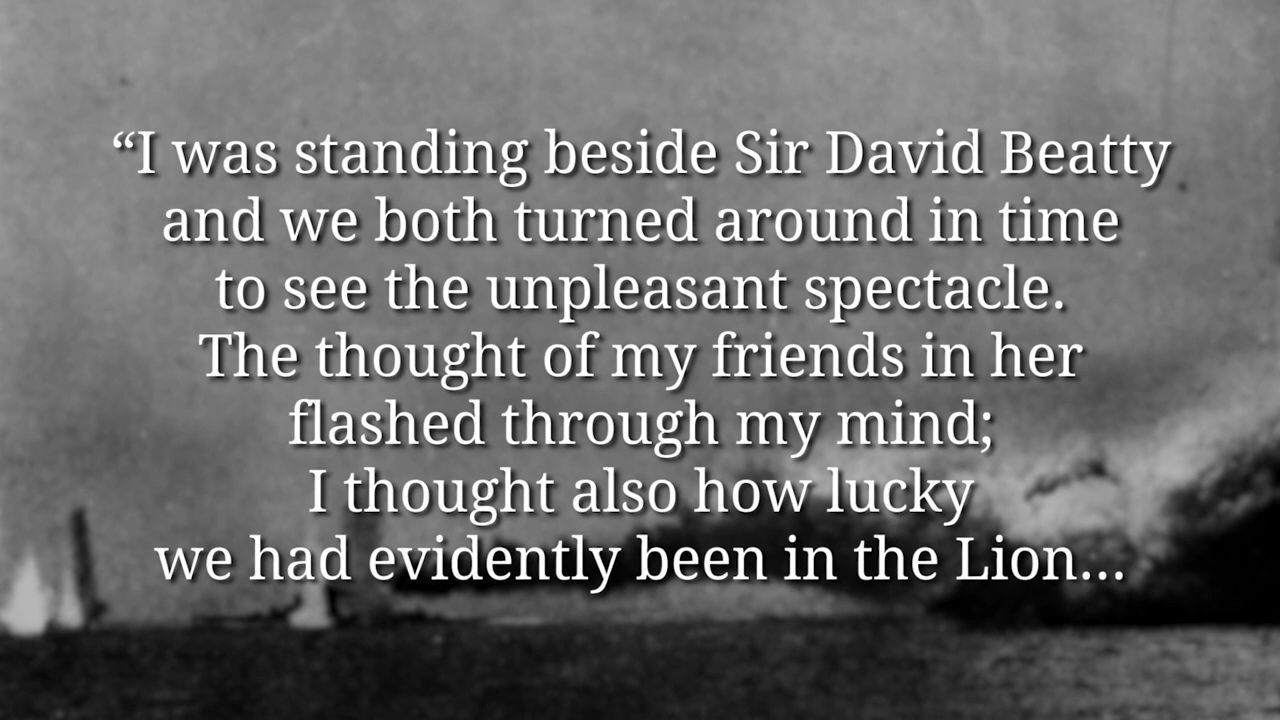 “I was standing beside Sir David Beatty
and we both turned around in time
to see the unpleasant spectacle.
The thought of my friends in her
flashed through my mind;
I thought also how lucky
we had evidently been in the Lion...